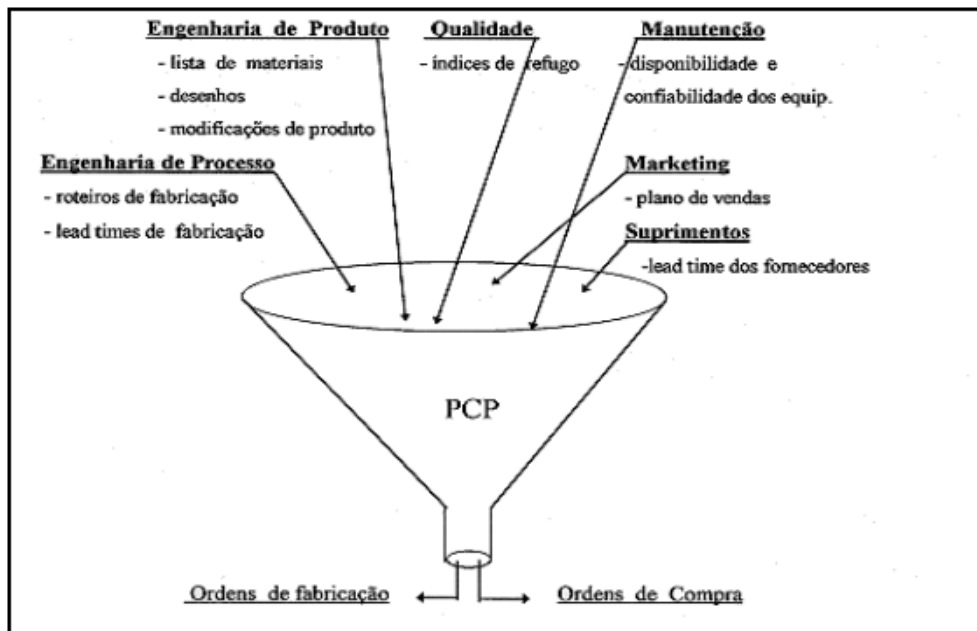 Engenharia de Produto
- lista de materiais
- desenhos
- modificações de produto
Qualidade
- índices de refugo
Manutenção
- disponibilidade e
confiabilidade dos equip.
Engenharia de Processo
- roteiros de fabricação
- lead times de fabricação
Marketing
- plano de vendas
Suprimentos
-lead time dos fornecedores
PCP
Ordens de fabricação
Ordens de Compra